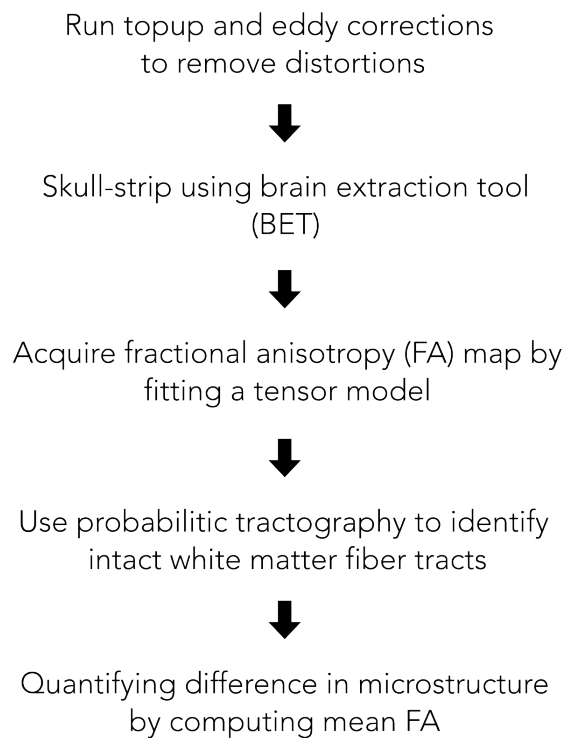 Run topup and eddy corrections
to remove distortions
Skull-strip using brain extraction tool
(BET)
Acquire fractional anisotropy (FA) map by
fitting a tensor model
Use probabilitic tractography to identify
intact white matter fiber tracts
Quantifying difference in microstructure
by computing mean FA